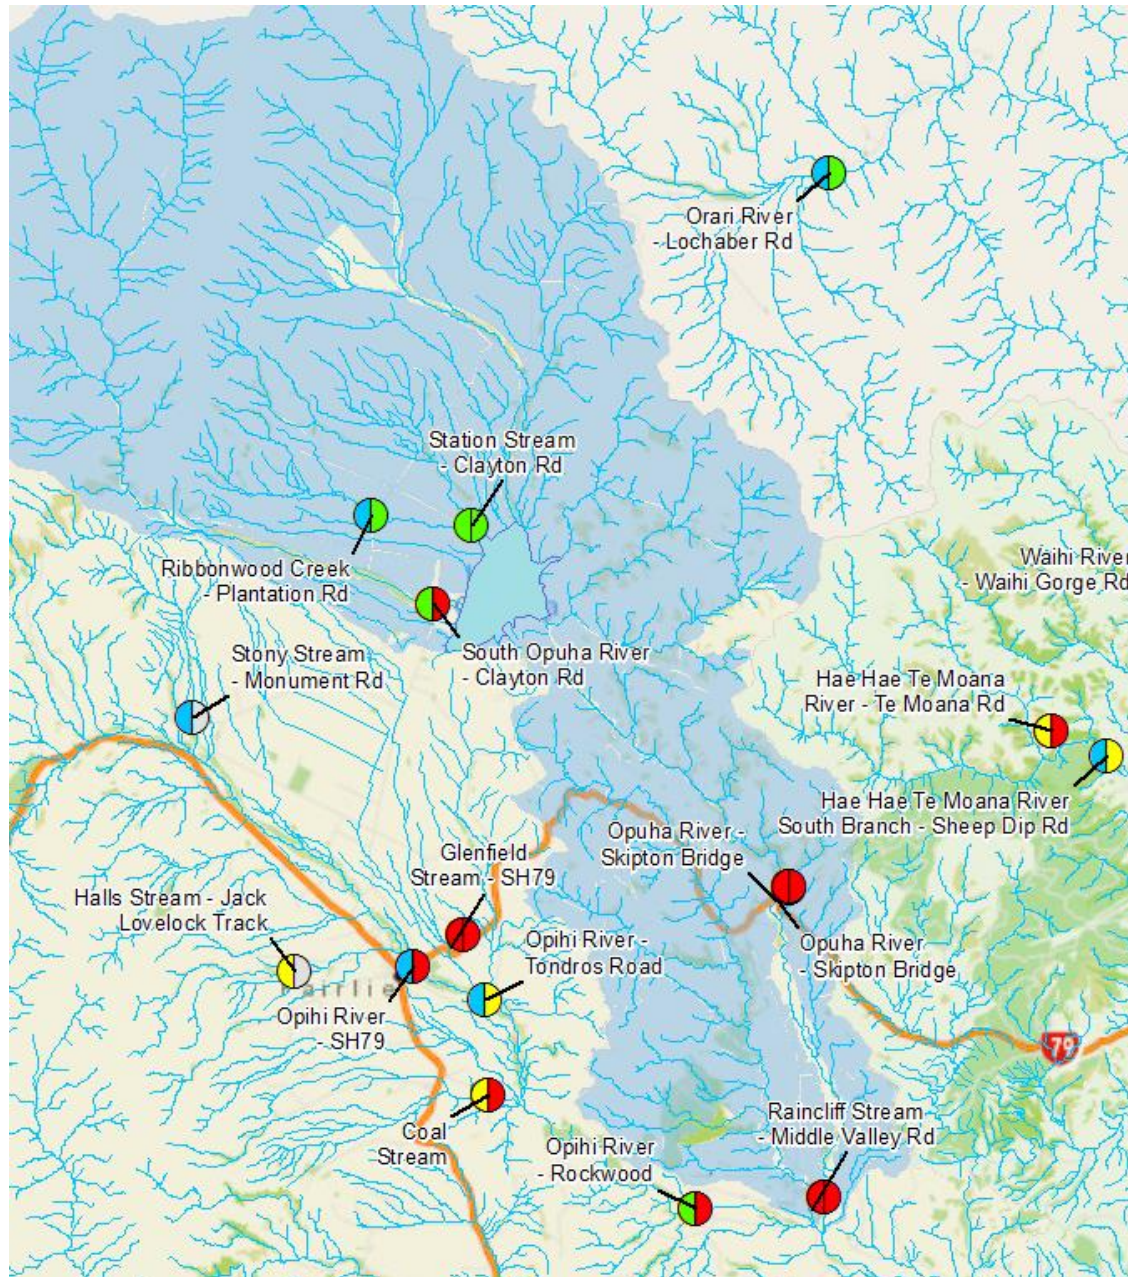 Orari River
- Lochaber Rd
Station Stream
- Clayton Rd
Ribbonwood Creek
- Plantation Rd
Waihi River
- Waihi Gorge Rd
South Opuha River
- Clayton Rd
Stony Stream
- Monument Rd
Hae Hae Te Moana
River - Te Moana Rd
Hae Hae Te Moana River
South Branch - Sheep Dip Rd
Opuha River -
Skipton Bridge
Glenfield
Stream - SH79
Halls Stream - Jack
Lovelock Track
Opihi River -
Tondros Road
Opuha River
- Skipton Bridge
Fairlie
Opihi River
- SH79
79
Raincliff Stream
- Middle Valley Rd
Coal
Stream
Opihi River
- Rockwood